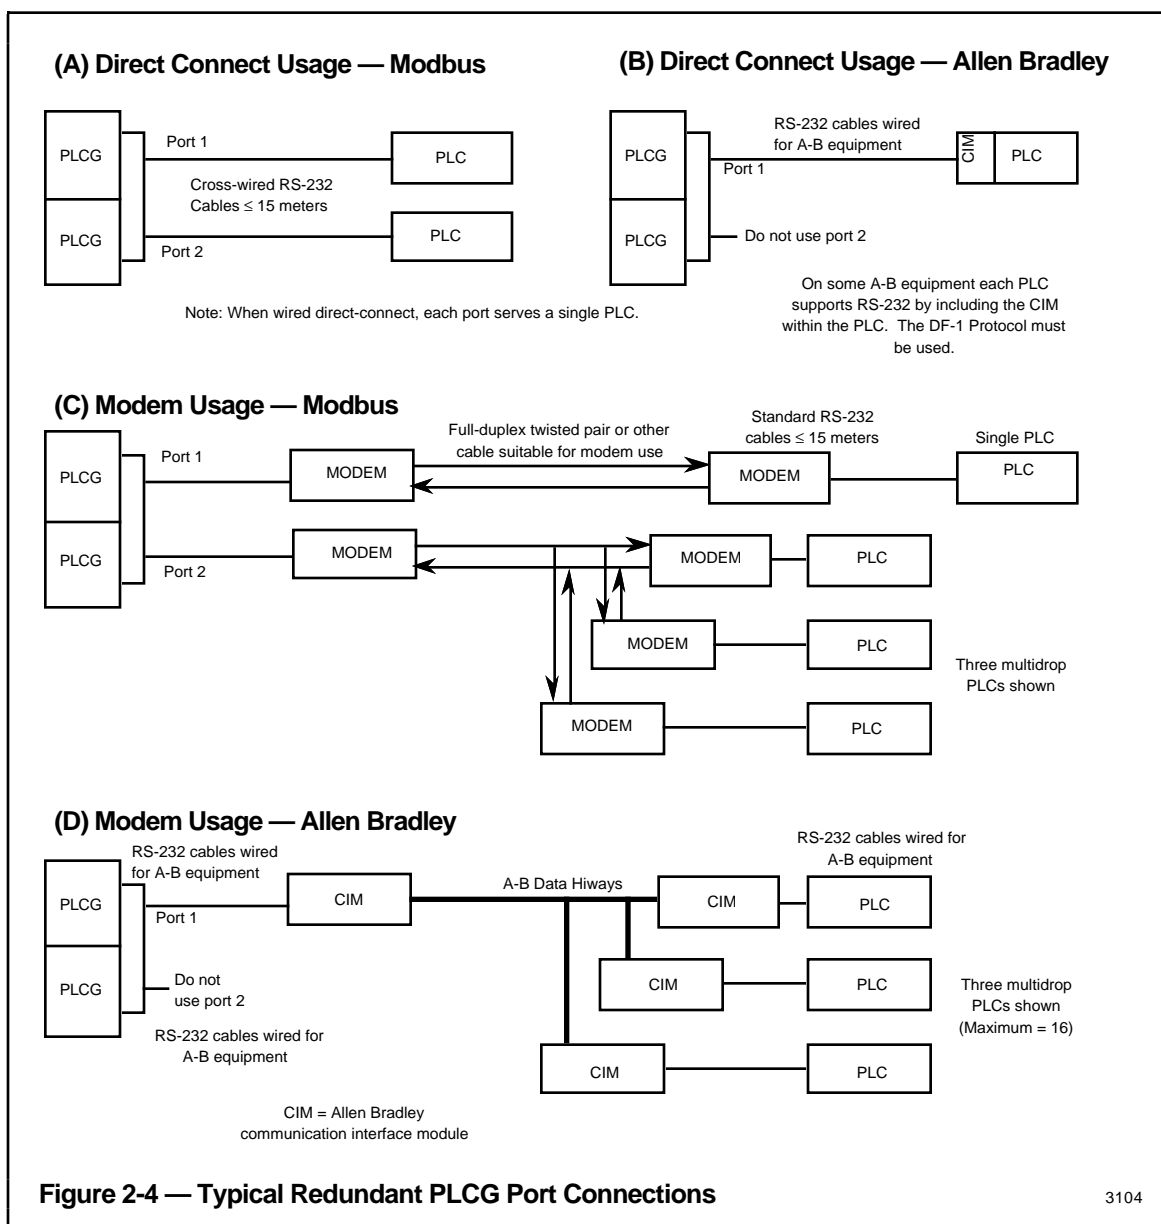 (A) Direct Connect Usage — Modbus
PLCG
PLCG
Port 1
Cross-wired RS-232
Cables ≤ 15 meters
Port 2
PLC
PLC
Note: When wired direct-connect, each port serves a single PLC.
(B) Direct Connect Usage — Allen Bradley
PLCG
PLCG
RS-232 cables wired
for A-B equipment
Port 1
CIM
PLC
Do not use port 2
On some A-B equipment each PLC
supports RS-232 by including the CIM
within the PLC. The DF-1 Protocol must
be used.
(C) Modem Usage — Modbus
PLCG
PLCG
Port 1
Port 2
MODEM
Full-duplex twisted pair or other
cable suitable for modem use
MODEM
Standard RS-232
cables ≤ 15 meters
Single PLC
PLC
MODEM
MODEM
PLC
MODEM
PLC
MODEM
PLC
Three multidrop
PLCs shown
(D) Modem Usage — Allen Bradley
RS-232 cables wired
for A-B equipment
PLCG
PLCG
Port 1
Do not
use port 2
RS-232 cables wired for
A-B equipment
CIM
A-B Data Hiways
CIM
RS-232 cables wired for
A-B equipment
PLC
CIM
PLC
CIM
PLC
Three multidrop
PLCs shown
(Maximum = 16)
CIM = Allen Bradley
communication interface module
Figure 2-4 — Typical Redundant PLCG Port Connections
3104